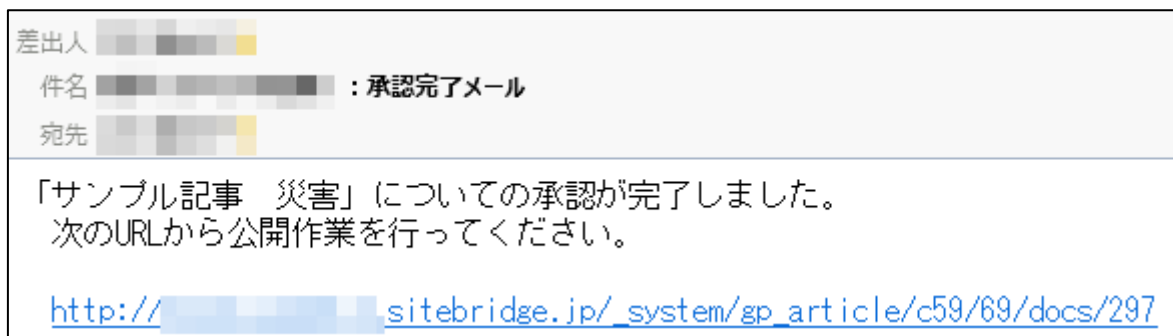 差出人
件名 ：承認完了メール
宛先
「サンプル記事　災害」についての承認が完了しました。
次のURLから公開作業を行ってください。
http:// .sitebridge.jp/_system/gp_article/c59/69/docs/297